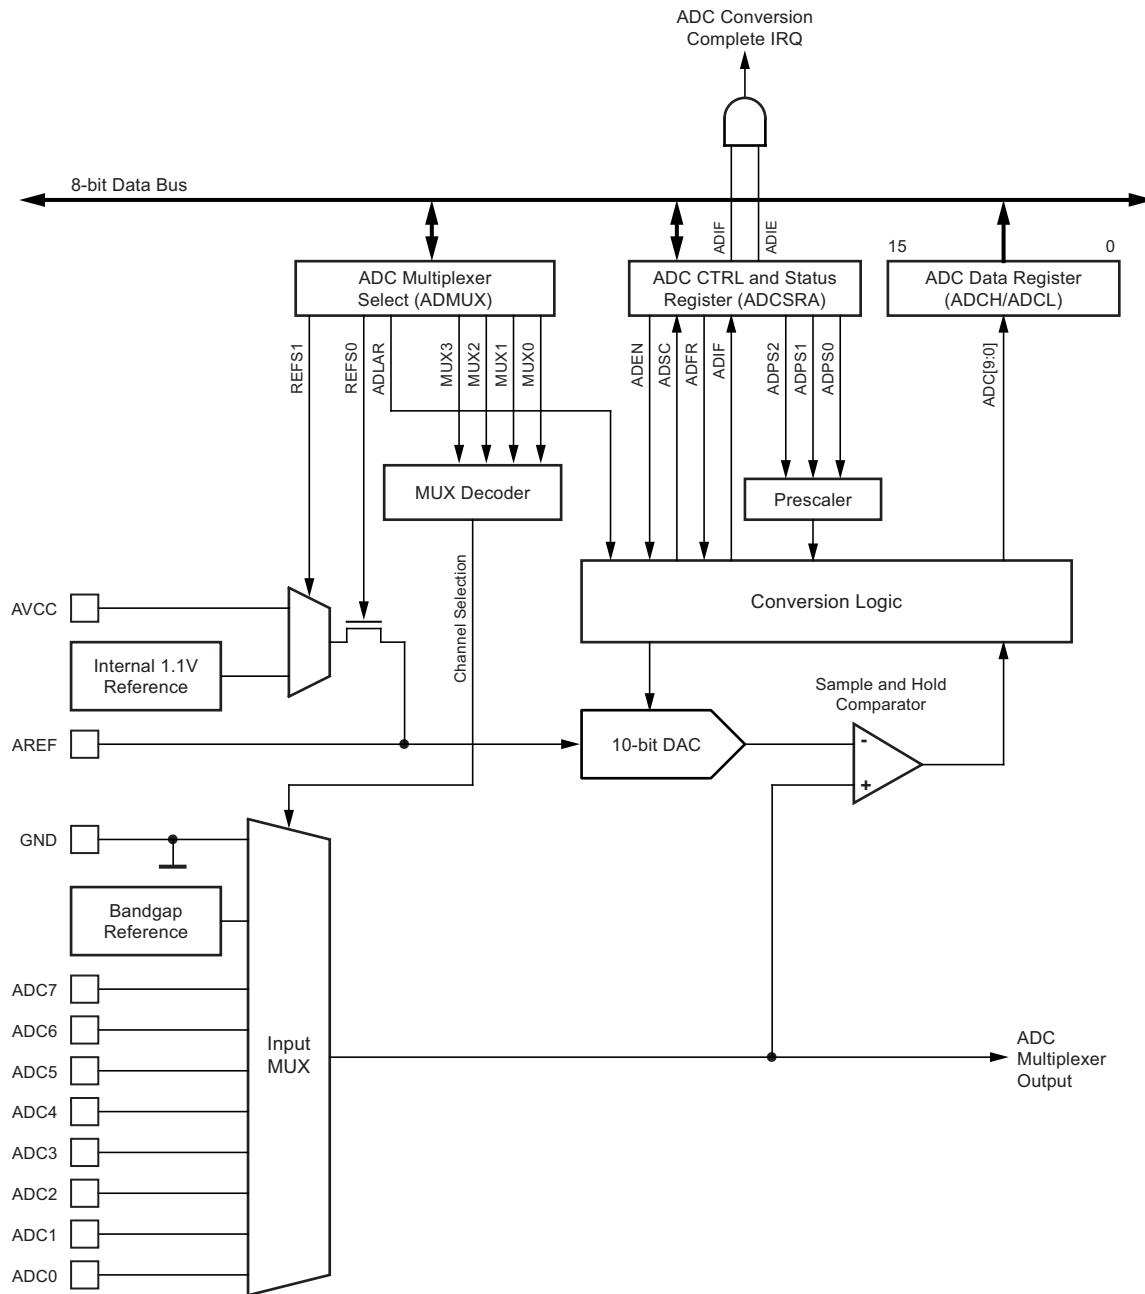 ADC Conversion
Complete IRQ
8-bit Data Bus
ADIF
ADIE
15
0
ADC Multiplexer
Select (ADMUX)
ADC CTRL and Status
Register (ADCSRA)
ADC Data Register
(ADCH/ADCL)
REFS1
REFS0
ADLAR
MUX3
MUX2
MUX1
MUX0
ADEN
ADSC
ADFR
ADIF
ADPS2
ADPS1
ADPS0
ADC[9:0]
MUX Decoder
Prescaler
Channel Selection
Conversion Logic
AVCC
Internal 1.1V
Reference
Sample and Hold
Comparator
AREF
10-bit DAC
-
+
GND
Bandgap
Reference
ADC7
ADC6
ADC5
ADC4
ADC3
ADC2
ADC1
ADC0
Input
MUX
ADC
Multiplexer
Output